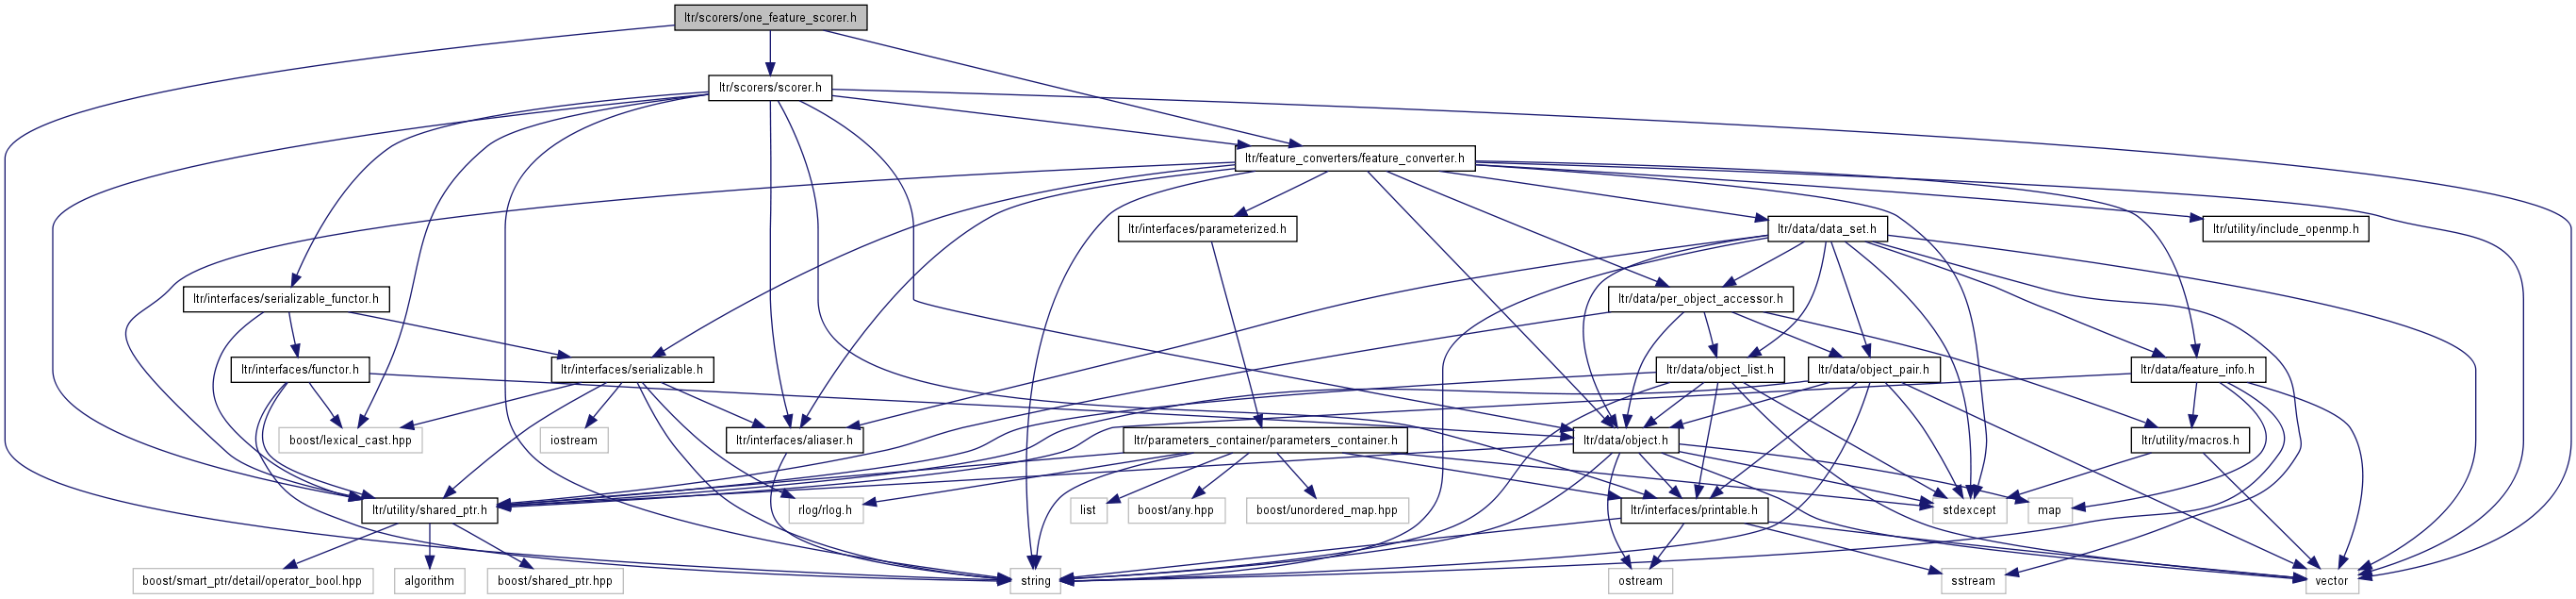 ltr/scorers/one_feature_scorer.h
ltr/scorers/scorer.h
ltr/feature_converters/feature_converter.h
ltr/interfaces/parameterized.h
ltr/data/data_set.h
ltr/utility/include_openmp.h
ltr/interfaces/serializable_functor.h
ltr/data/per_object_accessor.h
ltr/interfaces/functor.h
ltr/interfaces/serializable.h
ltr/data/object_list.h
ltr/data/object_pair.h
ltr/data/feature_info.h
boost/lexical_cast.hpp
iostream
ltr/interfaces/aliaser.h
ltr/parameters_container/parameters_container.h
ltr/data/object.h
ltr/utility/macros.h
ltr/utility/shared_ptr.h
rlog/rlog.h
list
boost/any.hpp
boost/unordered_map.hpp
ltr/interfaces/printable.h
stdexcept
map
boost/smart_ptr/detail/operator_bool.hpp
algorithm
boost/shared_ptr.hpp
string
ostream
sstream
vector